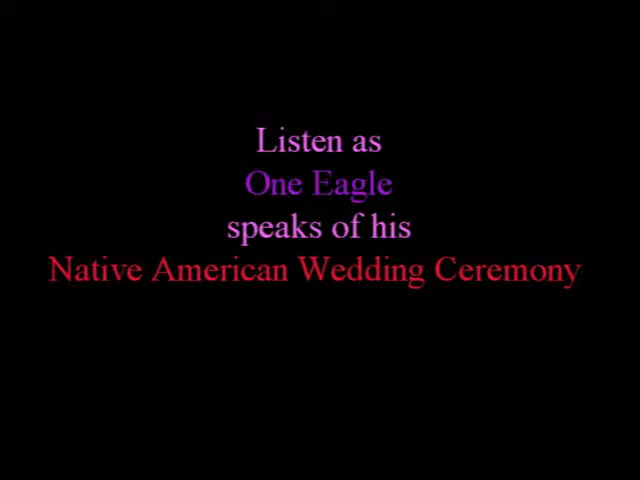 Listen as
One Eagle
speaks of his
Native American Wedding Ceremony